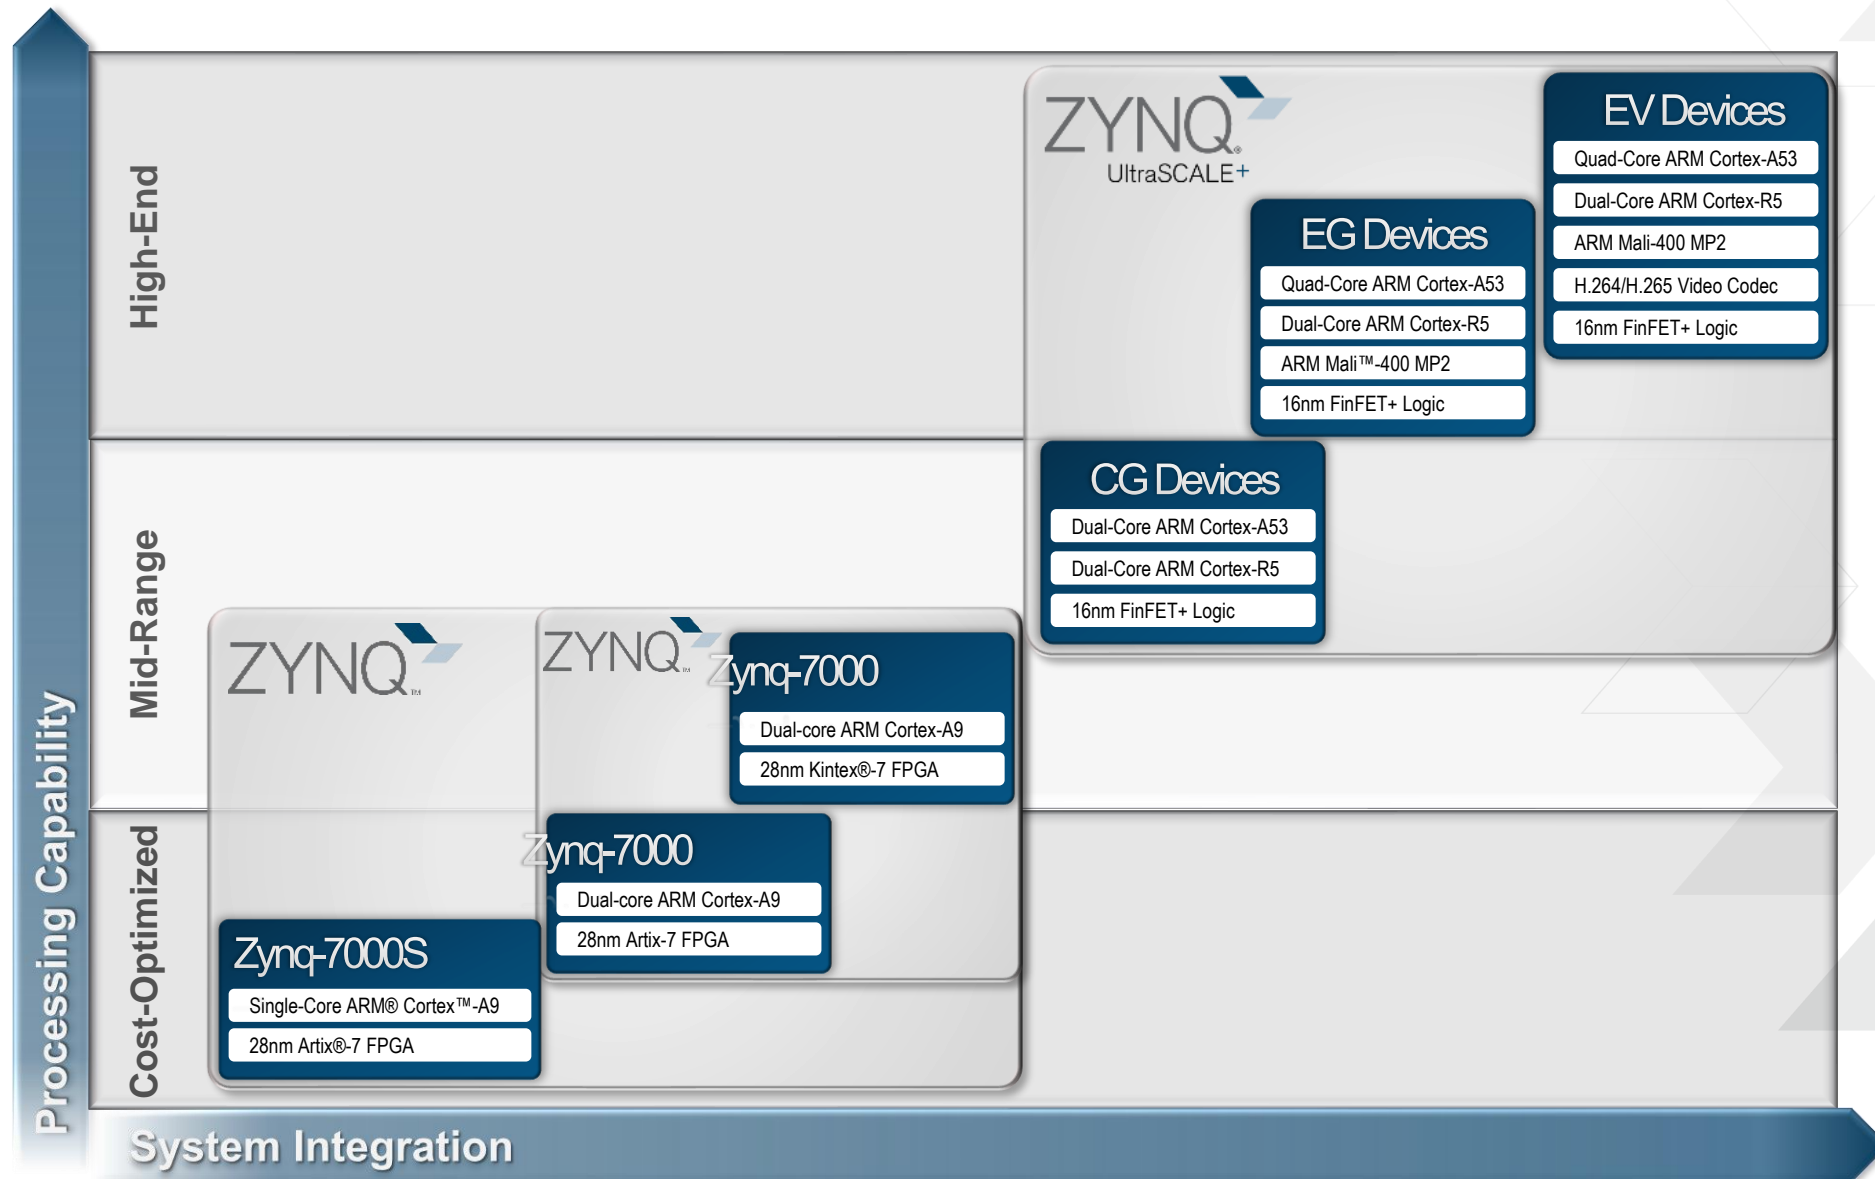 Processing Capability
High-End
Mid-Range
Cost-Optimized
System Integration
ZYNQ®
UltraSCALE+
EV Devices
Quad-Core ARM Cortex-A53
Dual-Core ARM Cortex-R5
ARM Mali-400 MP2
H.264/H.265 Video Codec
16nm FinFET+ Logic
EG Devices
Quad-Core ARM Cortex-A53
Dual-Core ARM Cortex-R5
ARM Mali™-400 MP2
16nm FinFET+ Logic
CG Devices
Dual-Core ARM Cortex-A53
Dual-Core ARM Cortex-R5
16nm FinFET+ Logic
ZYNQ™
ZYNQ™
Zynq-7000
Dual-core ARM Cortex-A9
28nm Kintex®-7 FPGA
Zynq-7000
Dual-core ARM Cortex-A9
28nm Artix-7 FPGA
Zynq-7000S
Single-Core ARM® Cortex™-A9
28nm Artix®-7 FPGA